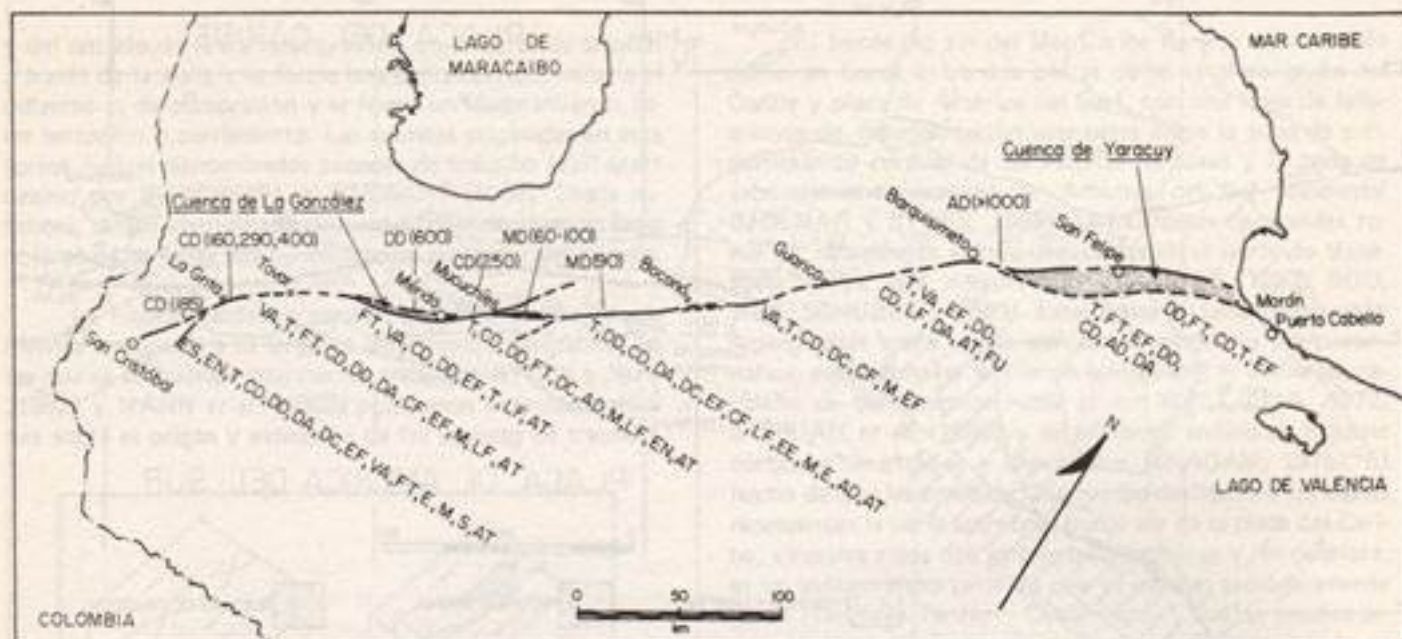 LAGO DE
MARACAIBO
MAR CARIBE
Cuenca de Yaracuy
Cuenca de La González
CD (160,290,400)
DD (600)
MD (60-100)
CD (250)
MD (90)
AD (>1000)
CD (185)
San Cristóbal
La Grita
Tovar
Mérida
Mucuchíes
Boconó
Guarico
Barquisimeto
San Felipe
Morón
Puerto Cabello
ES, EN, T, CD, DD, DA, DC, EF, VA, FT, E, M, S, AT
VA, T, FT, CD, DD, DA, CF, EF, M, LF, AT
FT, VA, CD, DD, EF, T, LF, AT
T, CD, DD, FT, DC, AD, M, LF, EN, AT
T, DD, CD, DA, DC, EF, CF, LF, EE, M, E, AD, AT
VA, T, CD, DC, CF, M, EF
T, VA, EF, DD,
CD, LF, DA, AT, FU
T, FT, EF, DD,
CD, AD, DA
DD, FT, CD, T, EF
N
LAGO DE VALENCIA
COLOMBIA
0 50 100
km